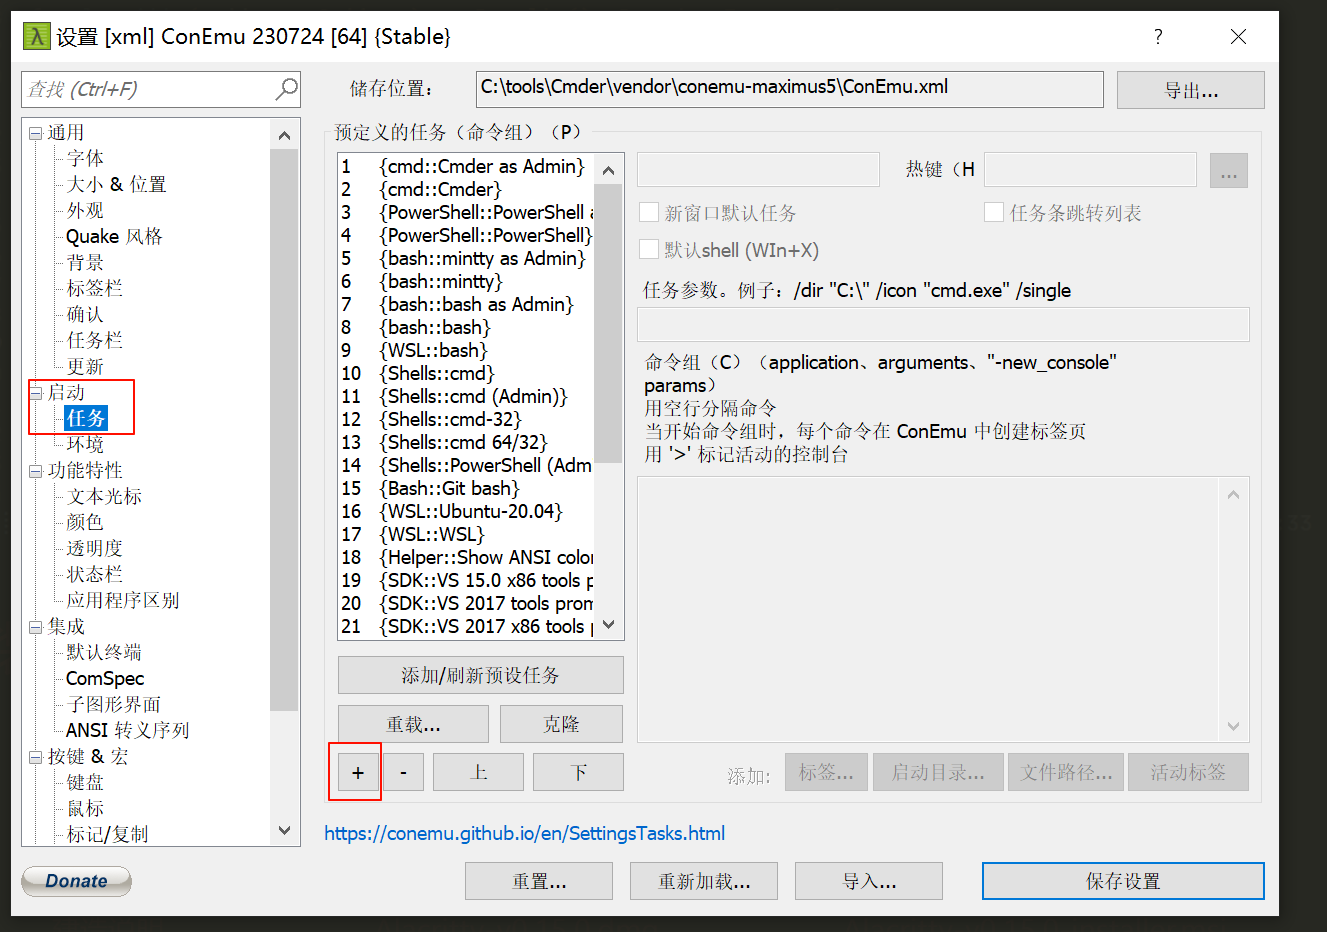 设置 [xml] ConEmu 230724 [64] {Stable}
?
查找 (Ctrl+F)
储存位置：
C:\tools\Cmder\vendor\conemu-maximus5\ConEmu.xml
导出...
通用
字体
大小 & 位置
外观
Quake 风格
背景
标签栏
确认
任务栏
更新
启动
任务
环境
功能特性
文本光标
颜色
透明度
状态栏
应用程序区别
集成
默认终端
ComSpec
子图形界面
ANSI 转义序列
按键 & 宏
键盘
鼠标
标记/复制
预定义的任务（命令组）（P）
1 {cmd::Cmder as Admin}
2 {cmd::Cmder}
3 {PowerShell::PowerShell a
4 {PowerShell::PowerShell}
5 {bash::mintty as Admin}
6 {bash::mintty}
7 {bash::bash as Admin}
8 {bash::bash}
9 {WSL::bash}
10 {Shells::cmd}
11 {Shells::cmd (Admin)}
12 {Shells::cmd-32}
13 {Shells::cmd 64/32}
14 {Shells::PowerShell (Adm
15 {Bash::Git bash}
16 {WSL::Ubuntu-20.04}
17 {WSL::WSL}
18 {Helper::Show ANSI color
19 {SDK::VS 15.0 x86 tools p
20 {SDK::VS 2017 tools prom
21 {SDK::VS 2017 x86 tools p
添加/刷新预设任务
重载... 克隆
+ - 上 下
热键（H
...
新窗口默认任务 任务条跳转列表
默认shell (WIn+X)
任务参数。例子：/dir "C:\" /icon "cmd.exe" /single
命令组（C）（application、arguments、"-new_console"
params）
用空行分隔命令
当开始命令组时，每个命令在 ConEmu 中创建标签页
用 '>' 标记活动的控制台
添加: 标签... 启动目录... 文件路径... 活动标签
https://conemu.github.io/en/SettingsTasks.html
Donate
重置... 重新加载... 导入... 保存设置